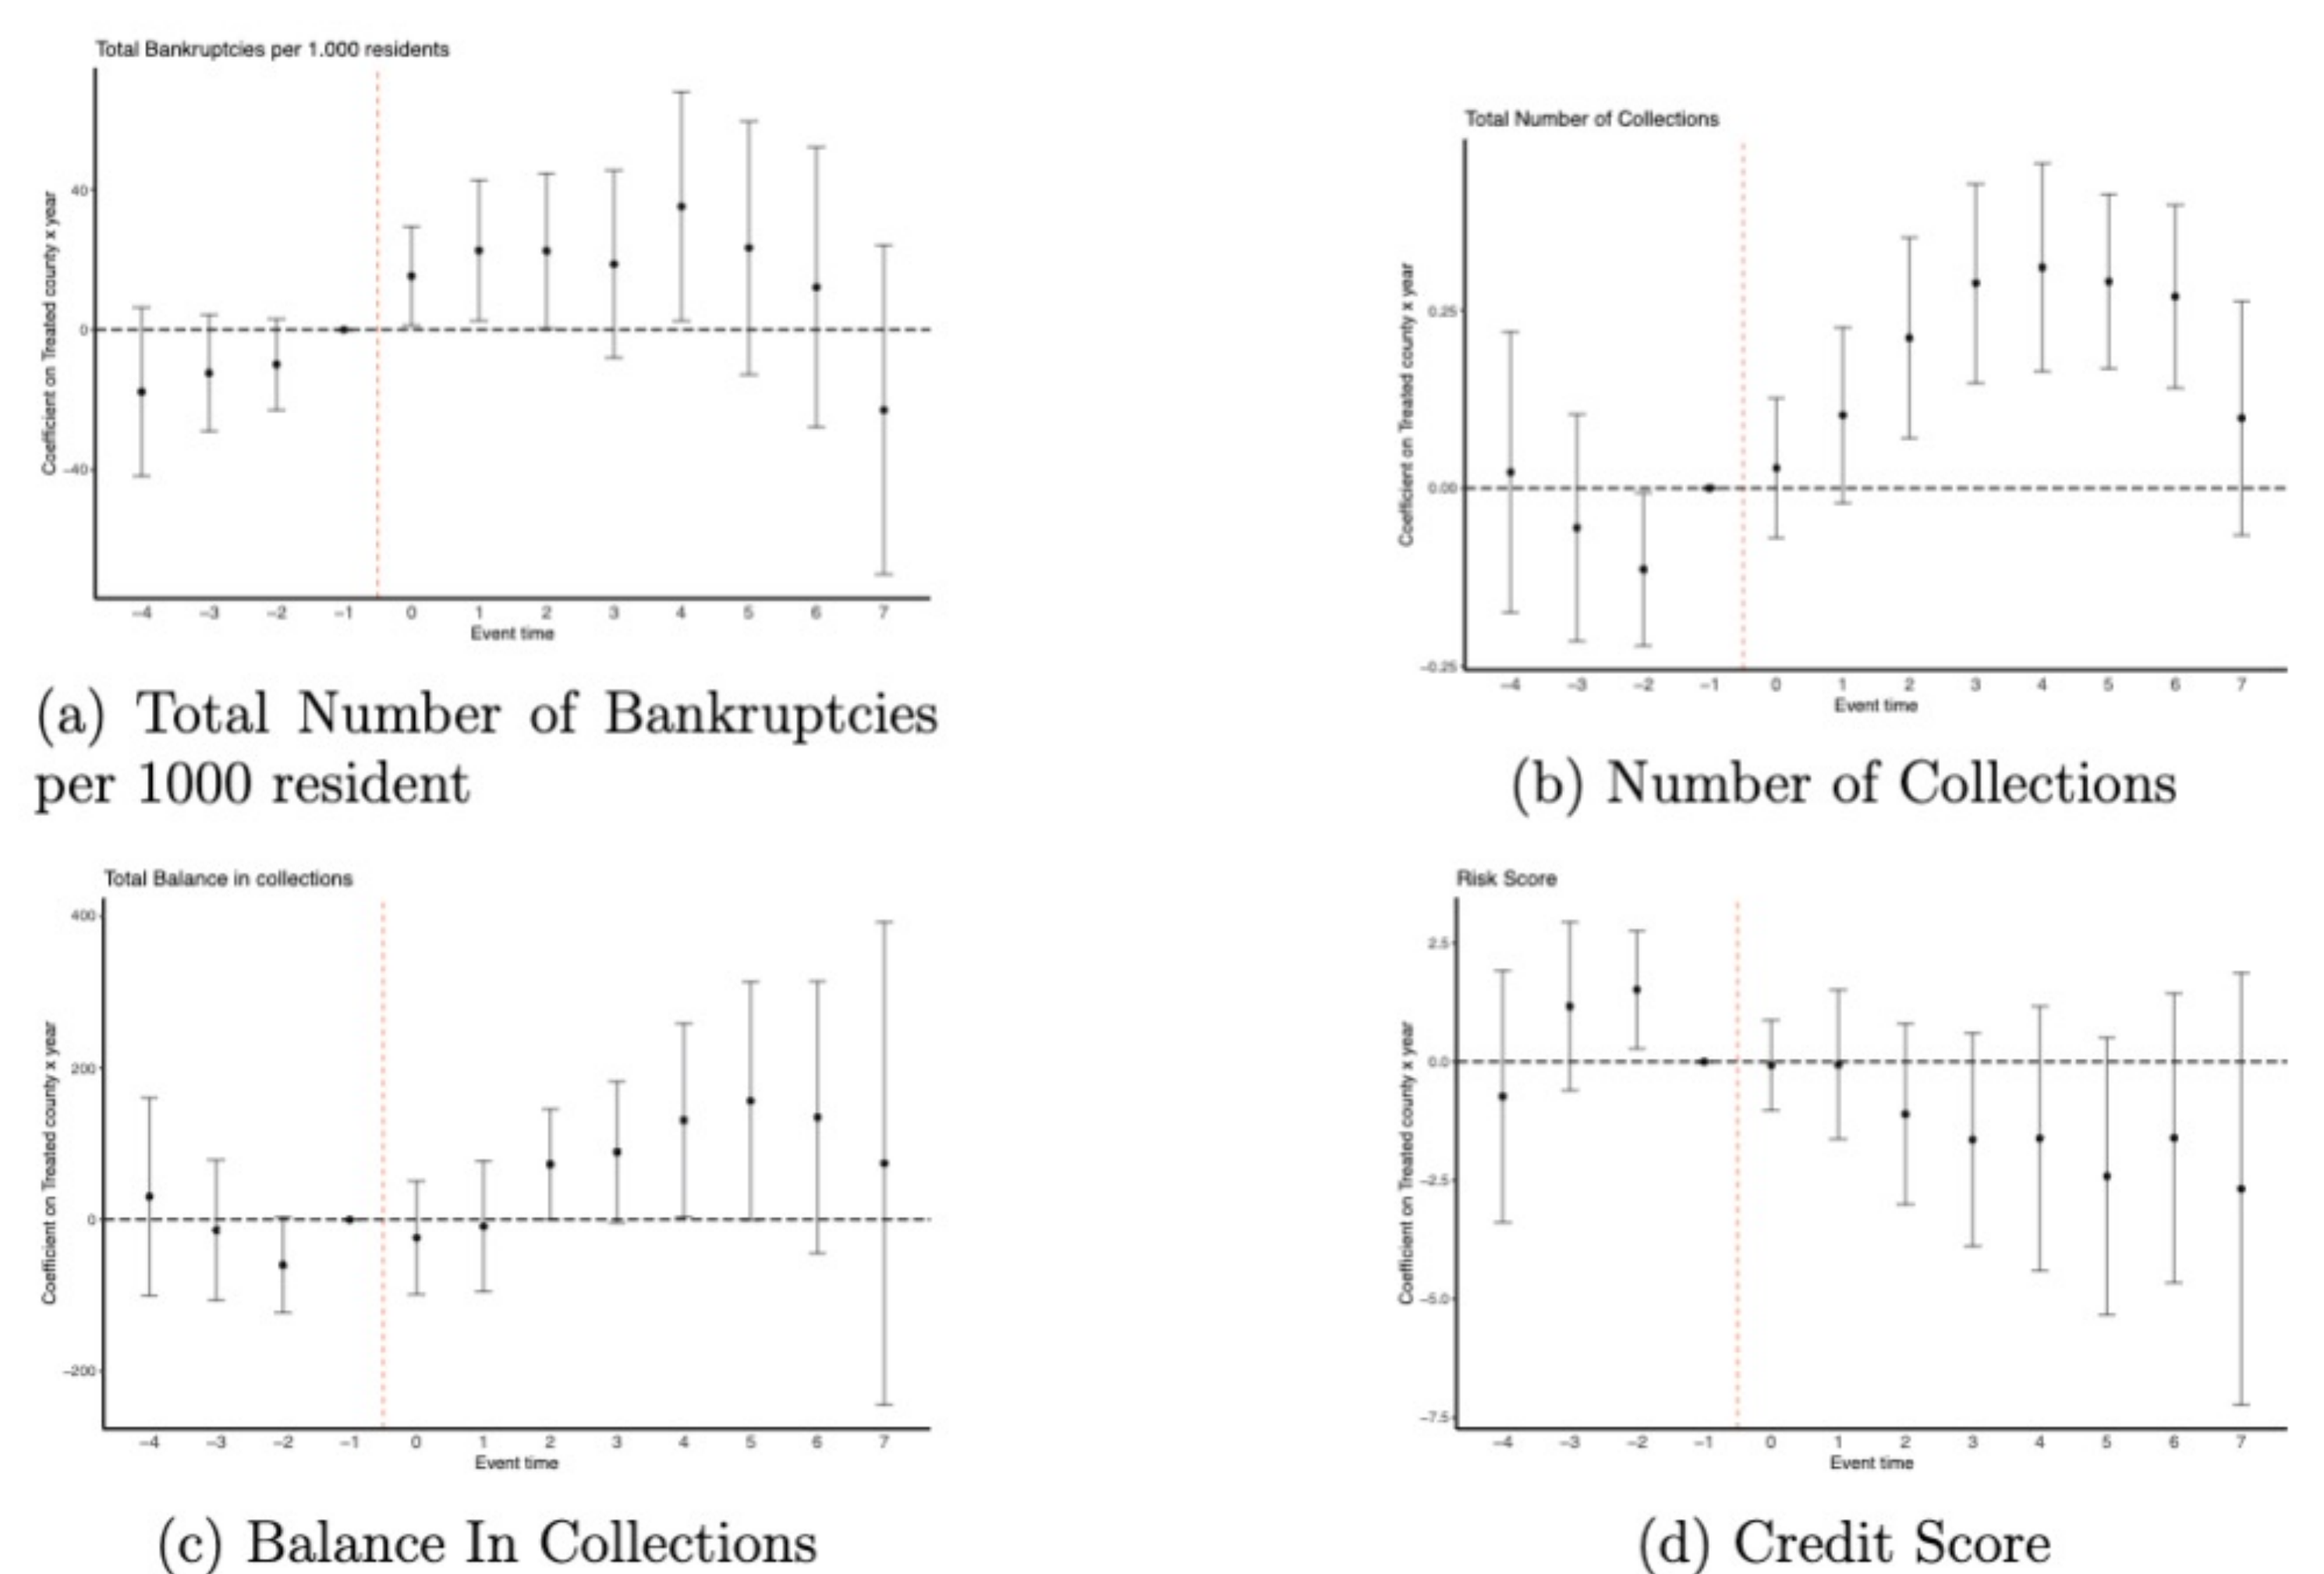 Total Bankruptcies per 1.000 residents
Coefficient on Treated county x year
40
0
−40
−4 −3 −2 −1 0 1 2 3 4 5 6 7
Event time
(a) Total Number of Bankruptcies
per 1000 resident
Total Number of Collections
Coefficient on Treated county x year
0.25
0.00
−0.25
−4 −3 −2 −1 0 1 2 3 4 5 6 7
Event time
(b) Number of Collections
Total Balance in collections
Coefficient on Treated county x year
400
200
0
−200
−4 −3 −2 −1 0 1 2 3 4 5 6 7
Event time
(c) Balance In Collections
Risk Score
Coefficient on Treated county x year
2.5
0.0
−2.5
−5.0
−7.5
−4 −3 −2 −1 0 1 2 3 4 5 6 7
Event time
(d) Credit Score